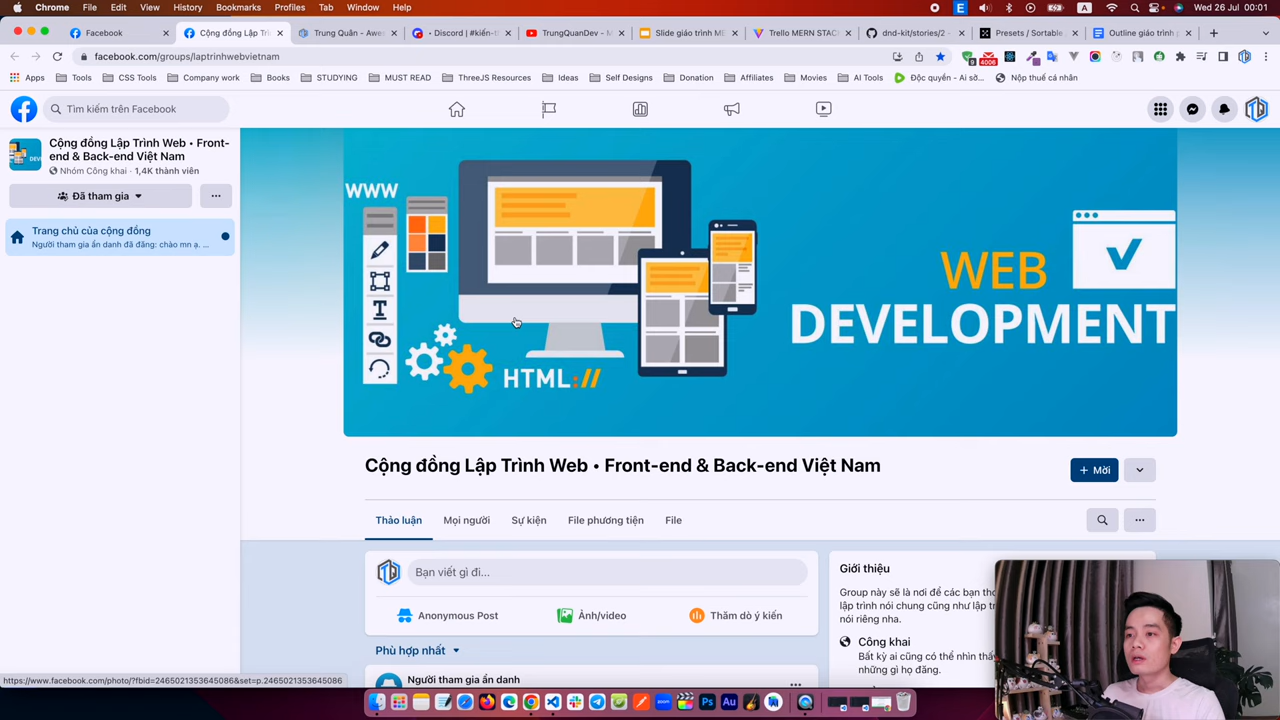 Chrome File Edit View History Bookmarks Profiles Tab Window Help
A Wed 26 Jul 00:01
Facebook
Cộng đồng Lập Trì
Trung Quân - Awes
• Discord | #kiến-tl
TrungQuanDev - M
Slide giáo trình ME
Trello MERN STAC
dnd-kit/stories/2 -
Presets / Sortable
Outline giáo trình
facebook.com/groups/laptrinhwebvietnam
9
4006
Apps Tools CSS Tools Company work Books STUDYING MUST READ ThreeJS Resources Ideas Self Designs Donation Affiliates Movies AI Tools Độc quyền - Ai sở... Nộp thuế cá nhân
Tìm kiếm trên Facebook
Cộng đồng Lập Trình Web • Front-
end & Back-end Việt Nam
Nhóm Công khai · 1,4K thành viên
Đã tham gia
Trang chủ của cộng đồng
Người tham gia ẩn danh đã đăng: chào mn ạ. ...
WWW
T
HTML://
WEB
DEVELOPMENT
Cộng đồng Lập Trình Web • Front-end & Back-end Việt Nam
+ Mời
Thảo luận
Mọi người
Sự kiện
File phương tiện
File
Bạn viết gì đi...
Anonymous Post
Ảnh/video
Thăm dò ý kiến
Phù hợp nhất
Người tham gia ẩn danh
Giới thiệu
Group này sẽ là nơi để các bạn
lập trình nói chung cũng như lập
nói riêng nha.
Công khai
Bất kỳ ai cũng có thể nhìn
những gì họ đăng.
https://www.facebook.com/photo/?fbid=2465021353645086&set=p.2465021353645086